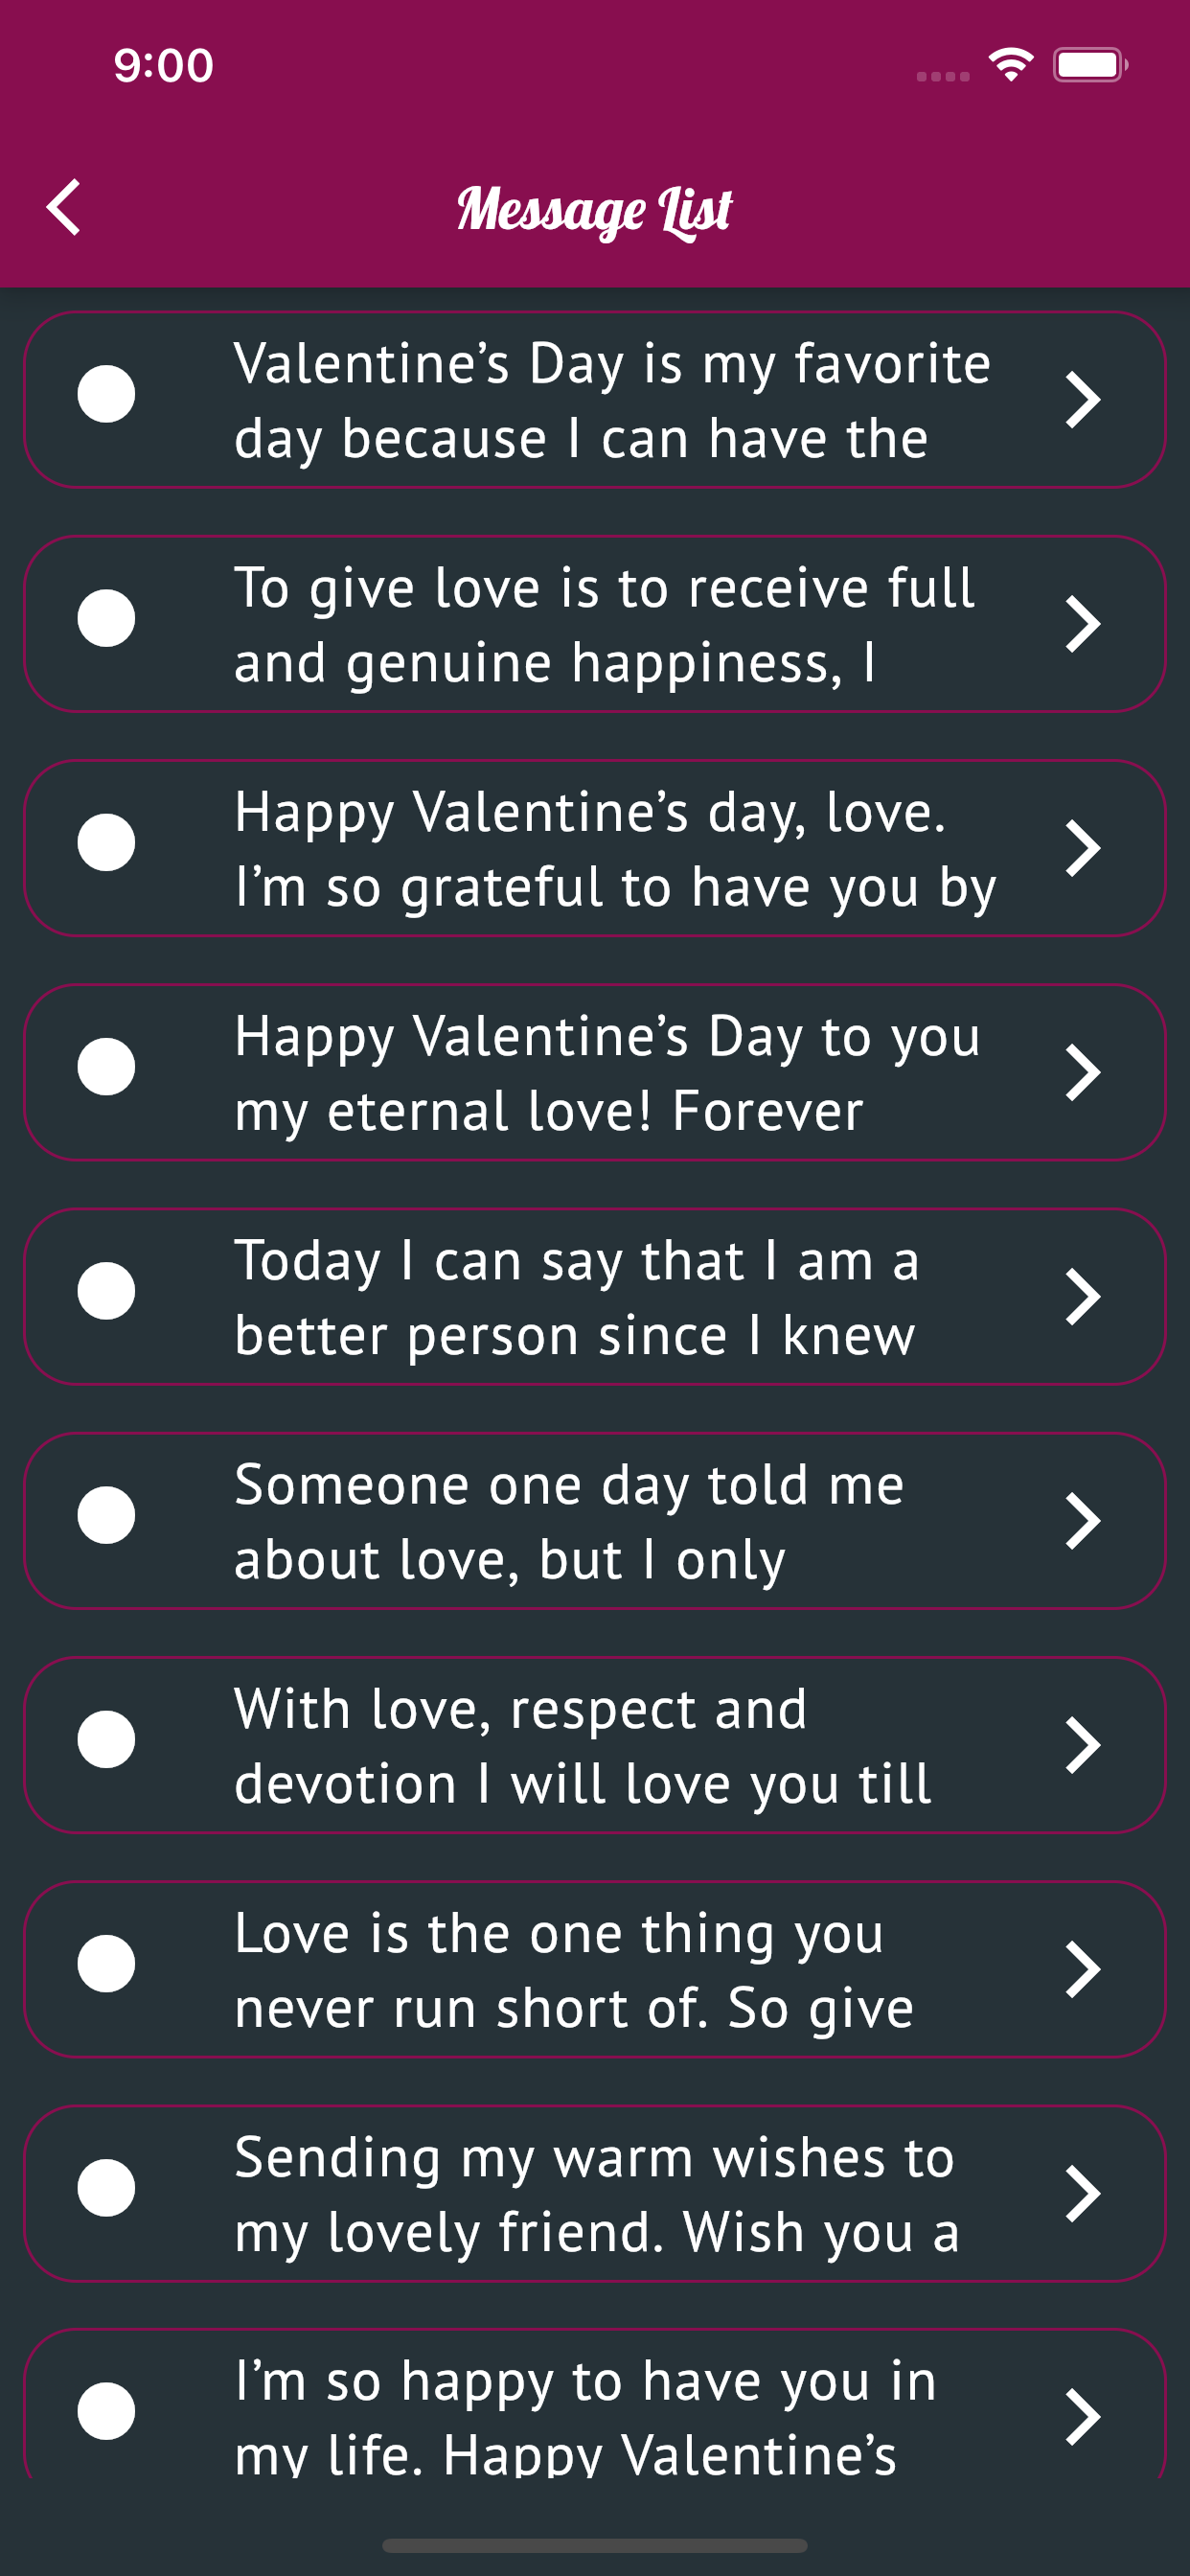 9:00
Message List
Valentine’s Day is my favorite
day because I can have the
To give love is to receive full
and genuine happiness, I
Happy Valentine’s day, love.
I’m so grateful to have you by
Happy Valentine’s Day to you
my eternal love! Forever
Today I can say that I am a
better person since I knew
Someone one day told me
about love, but I only
With love, respect and
devotion I will love you till
Love is the one thing you
never run short of. So give
Sending my warm wishes to
my lovely friend. Wish you a
I’m so happy to have you in
my life. Happy Valentine’s